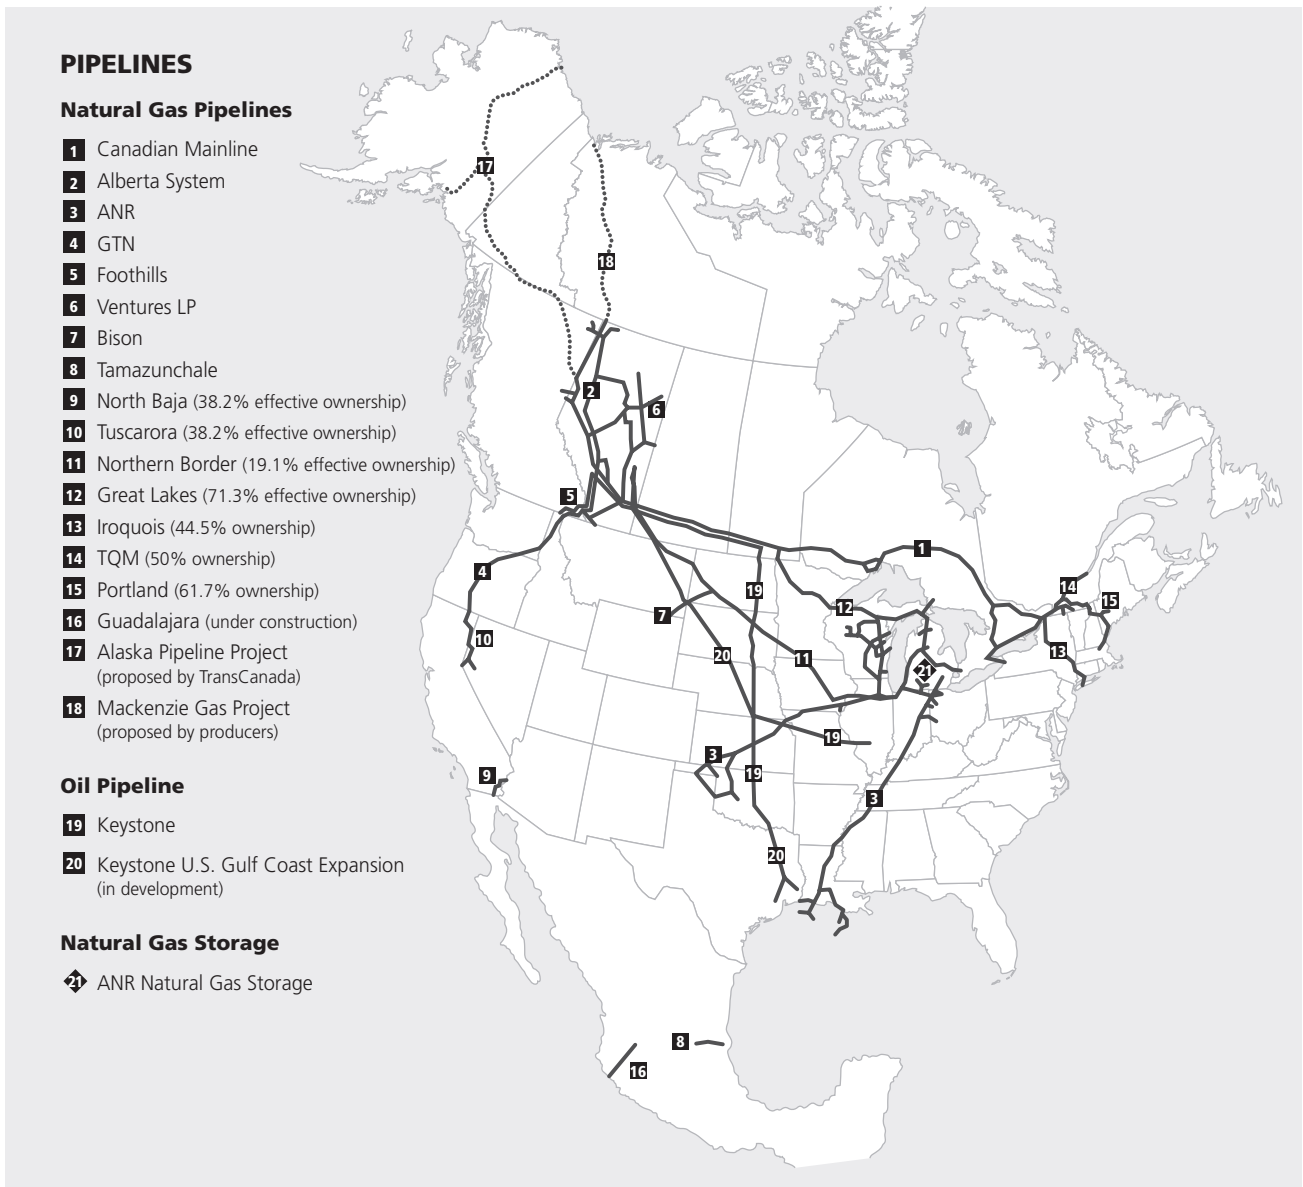 PIPELINES
Natural Gas Pipelines
1 Canadian Mainline
2 Alberta System
3 ANR
4 GTN
5 Foothills
6 Ventures LP
7 Bison
8 Tamazunchale
9 North Baja (38.2% effective ownership)
10 Tuscarora (38.2% effective ownership)
11 Northern Border (19.1% effective ownership)
12 Great Lakes (71.3% effective ownership)
13 Iroquois (44.5% ownership)
14 TQM (50% ownership)
15 Portland (61.7% ownership)
16 Guadalajara (under construction)
17 Alaska Pipeline Project
(proposed by TransCanada)
18 Mackenzie Gas Project
(proposed by producers)
Oil Pipeline
19 Keystone
20 Keystone U.S. Gulf Coast Expansion
(in development)
Natural Gas Storage
21 ANR Natural Gas Storage
17
18
2
6
5
1
4
19
14
15
12
7
10
13
20
11
21
19
3
19
9
3
20
8
16